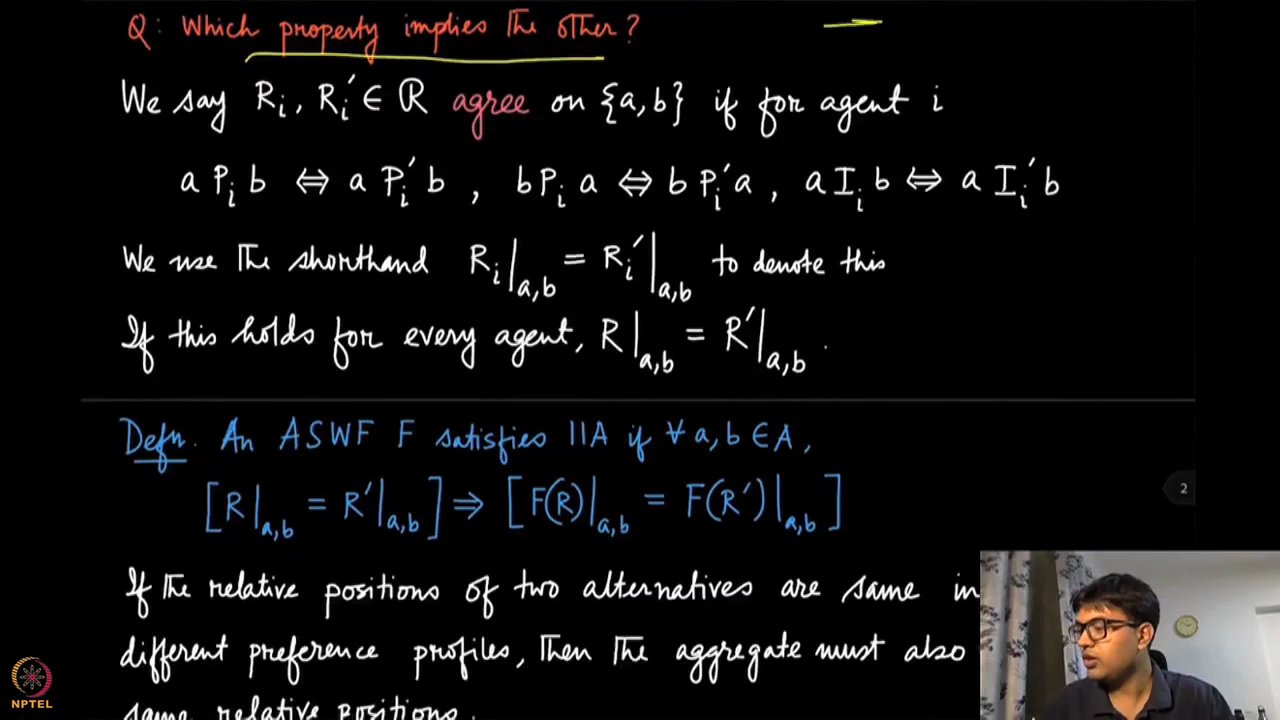 Q: Which property implies the other?
We say Rᵢ, Rᵢ′ ∈ ℝ agree on {a, b} if for agent i
a Pᵢ b ⇔ a Pᵢ′ b , b Pᵢ a ⇔ b Pᵢ′ a , a Iᵢ b ⇔ a Iᵢ′ b
We use the shorthand Rᵢ|a,b = Rᵢ′|a,b to denote this
If this holds for every agent, R|a,b = R′|a,b .
Defn. An ASWF F satisfies IIA if ∀ a, b ∈ A,
[R|a,b = R′|a,b] ⇒ [F(R)|a,b = F(R′)|a,b]
2
If the relative positions of two alternatives are same in
different preference profiles, then the aggregate must also
same relative positions.
NPTEL